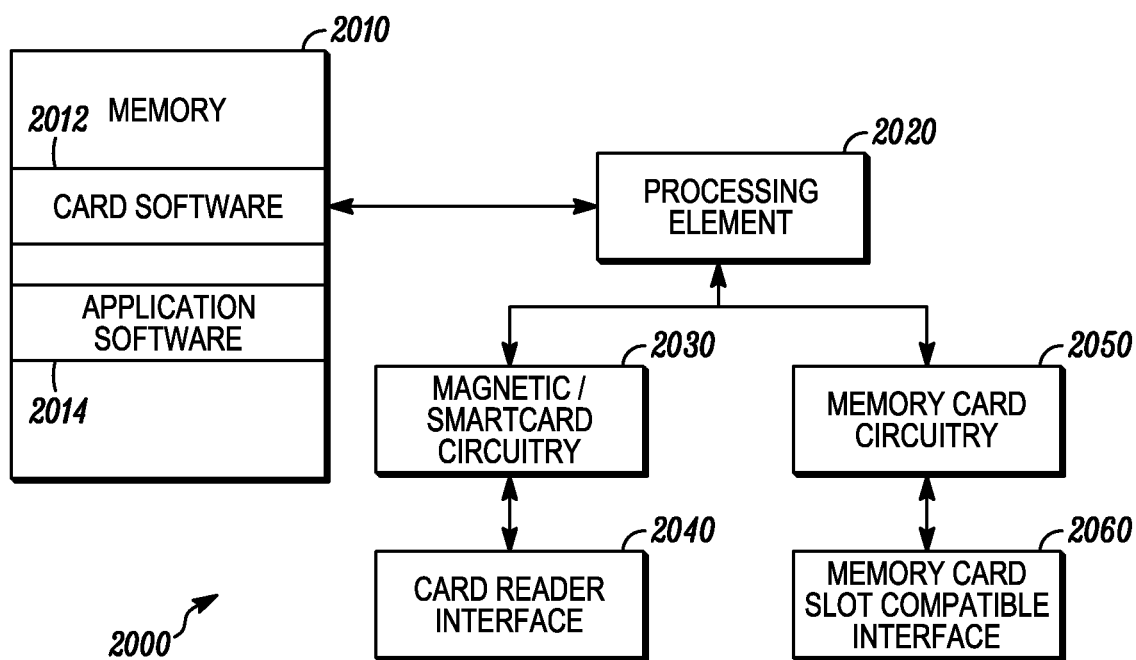 2010
MEMORY
2012
CARD SOFTWARE
APPLICATION
SOFTWARE
2014
2020
PROCESSING
ELEMENT
2030
MAGNETIC /
SMARTCARD
CIRCUITRY
2050
MEMORY CARD
CIRCUITRY
2040
CARD READER
INTERFACE
2060
MEMORY CARD
SLOT COMPATIBLE
INTERFACE
2000